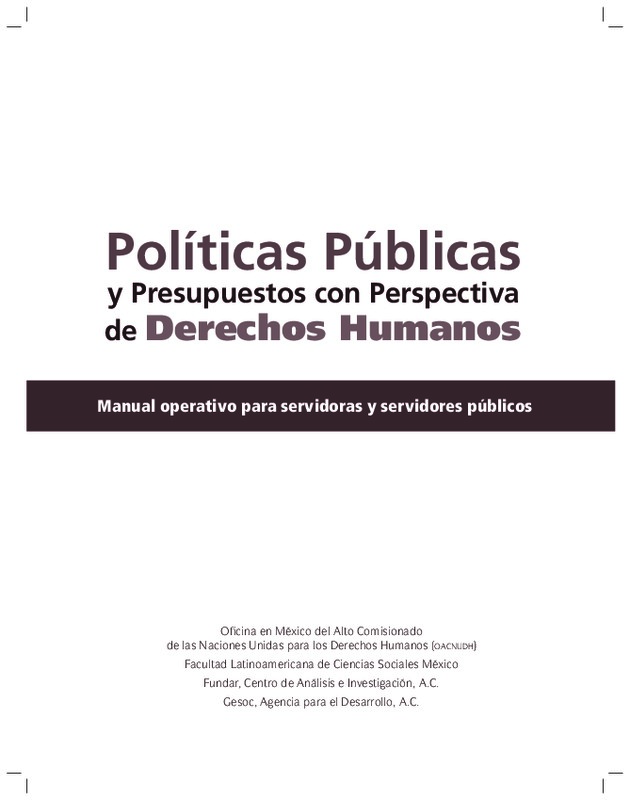 Políticas Públicas
y Presupuestos con Perspectiva
de Derechos Humanos
Manual operativo para servidoras y servidores públicos
Oficina en México del Alto Comisionado
de las Naciones Unidas para los Derechos Humanos (OACNUDH)
Facultad Latinoamericana de Ciencias Sociales México
Fundar, Centro de Análisis e Investigación, A.C.
Gesoc, Agencia para el Desarrollo, A.C.